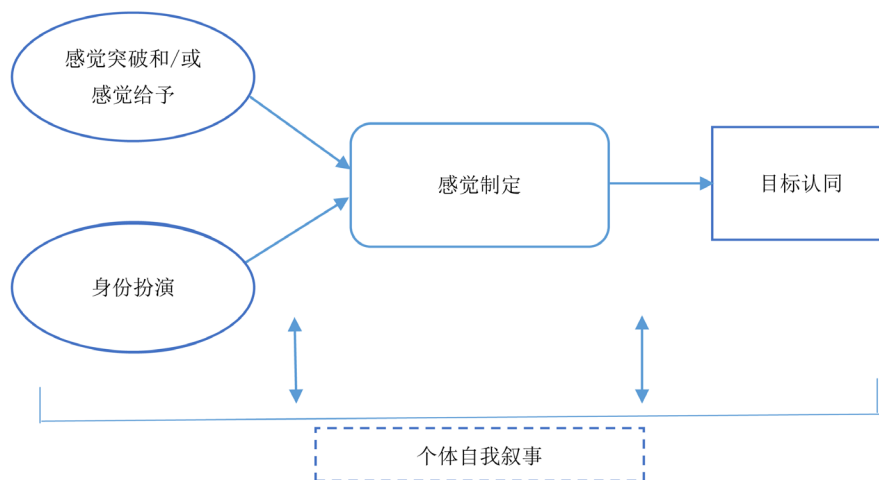 感觉突破和/或
感觉给予
感觉制定
目标认同
身份扮演
个体自我叙事